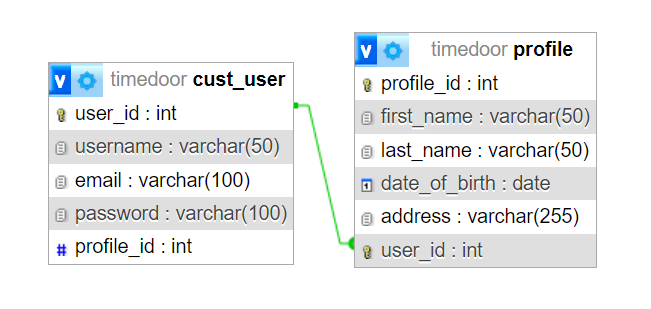 V timedoor cust_user
user_id : int
username : varchar(50)
email : varchar(100)
password : varchar(100)
# profile_id : int
V timedoor profile
profile_id : int
first_name : varchar(50)
last_name : varchar(50)
1 date_of_birth : date
address : varchar(255)
user_id : int